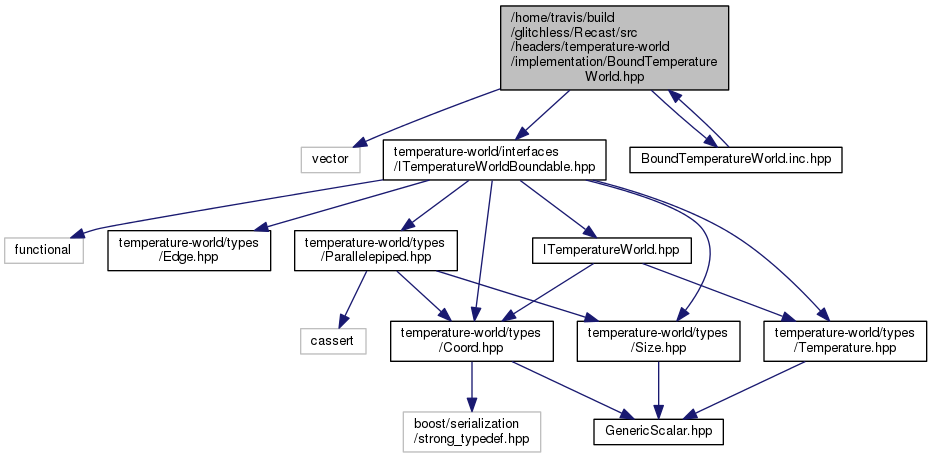 /home/travis/build
/glitchless/Recast/src
/headers/temperature-world
/implementation/BoundTemperature
World.hpp
vector
temperature-world/interfaces
/ITemperatureWorldBoundable.hpp
BoundTemperatureWorld.inc.hpp
functional
temperature-world/types
/Edge.hpp
temperature-world/types
/Parallelepiped.hpp
ITemperatureWorld.hpp
cassert
temperature-world/types
/Coord.hpp
temperature-world/types
/Size.hpp
temperature-world/types
/Temperature.hpp
boost/serialization
/strong_typedef.hpp
GenericScalar.hpp